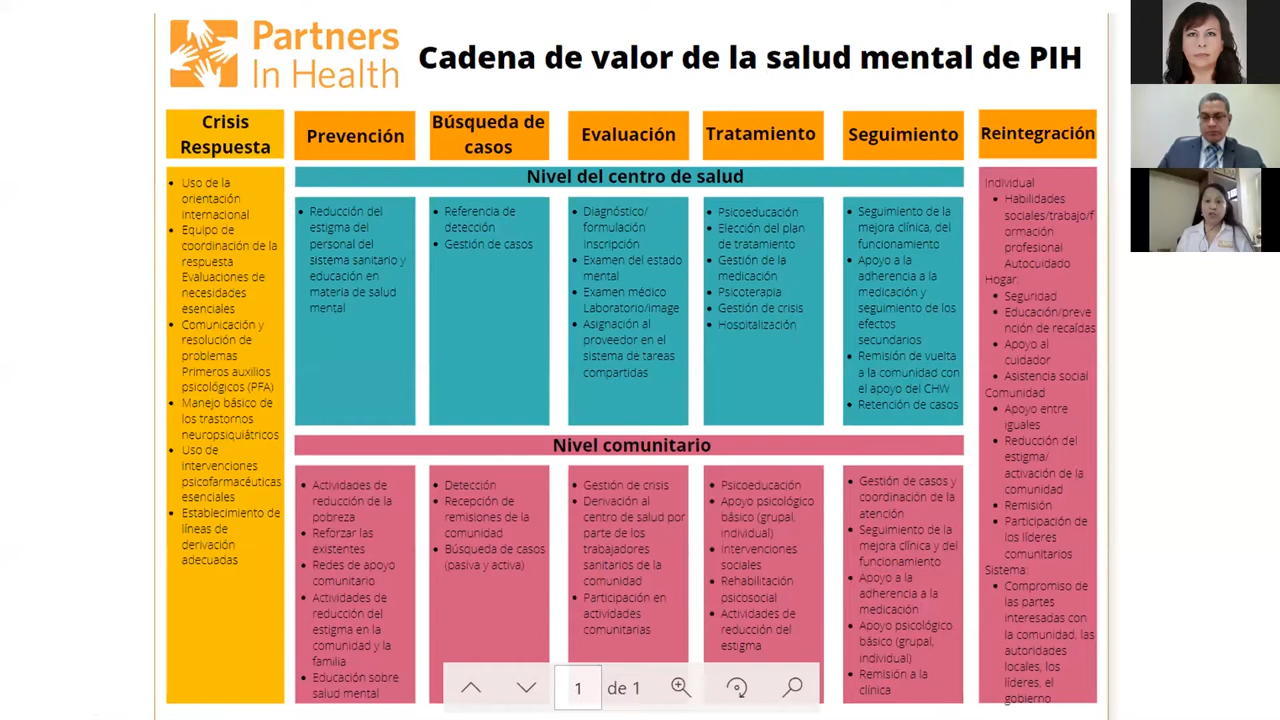 Partners
In Health
Cadena de valor de la salud mental de PIH
Crisis
Respuesta
Uso de la
orientación
internacional
Equipo de
coordinación de la
respuesta
Evaluaciones de
necesidades
esenciales
Comunicación y
resolución de
problemas
Primeros auxilios
psicológicos (PFA)
Manejo básico de
los trastornos
neuropsiquiátricos
Uso de
intervenciones
psicofarmacéuticas
esenciales
Establecimiento de
líneas de
derivación
adecuadas
Prevención
Búsqueda de
casos
Evaluación
Tratamiento
Seguimiento
Nivel del centro de salud
Reducción del
estigma del
personal del
sistema sanitario y
educación en
materia de salud
mental
Referencia de
detección
Gestión de casos
Diagnóstico/
formulación
inscripción
Examen del estado
mental
Examen médico
Laboratorio/image
Asignación al
proveedor en el
sistema de tareas
compartidas
Psicoeducación
Elección del plan
de tratamiento
Gestión de la
medicación
Psicoterapia
Gestión de crisis
Hospitalización
Seguimiento de la
mejora clínica, del
funcionamiento
Apoyo a la
adherencia a la
medicación y
seguimiento de los
efectos
secundarios
Remisión de vuelta
a la comunidad con
el apoyo del CHW
Retención de casos
Nivel comunitario
Actividades de
reducción de la
pobreza
Reforzar las
existentes
Redes de apoyo
comunitario
Actividades de
reducción del
estigma en la
comunidad y la
familia
Educación sobre
salud mental
Detección
Recepción de
remisiones de la
comunidad
Búsqueda de casos
(pasiva y activa)
Gestión de crisis
Derivación al
centro de salud por
parte de los
trabajadores
sanitarios de la
comunidad
Participación en
actividades
comunitarias
Psicoeducación
Apoyo psicológico
básico (grupal,
individual)
Intervenciones
sociales
Rehabilitación
psicosocial
Actividades de
reducción del
estigma
Gestión de casos y
coordinación de la
atención
Seguimiento de la
mejora clínica y del
funcionamiento
Apoyo a la
adherencia a la
medicación
Apoyo psicológico
básico (grupal,
individual)
Remisión a la
clínica
Reintegración
Individual
Habilidades
sociales/trabajo/f
ormación
profesional
Autocuidado
Hogar:
Seguridad
Educación/preve
nción de recaídas
Apoyo al
cuidador
Asistencia social
Comunidad
Apoyo entre
iguales
Reducción del
estigma/
activación de la
comunidad
Remisión
Participación de
los líderes
comunitarios
Sistema:
Compromiso de
las partes
interesadas con
la comunidad, las
autoridades
locales, los
líderes, el
gobierno
1 de 1